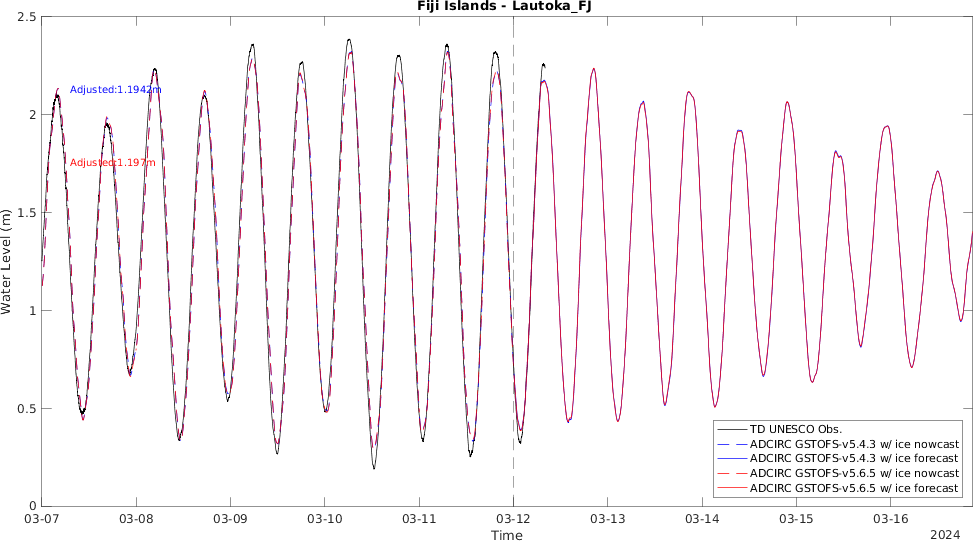 Fiji Islands - Lautoka_FJ
2.5
2
1.5
1
0.5
0
Water Level (m)
Adjusted:1.1942m
Adjusted:1.197m
TD UNESCO Obs.
ADCIRC GSTOFS-v5.4.3 w/ ice nowcast
ADCIRC GSTOFS-v5.4.3 w/ ice forecast
ADCIRC GSTOFS-v5.6.5 w/ ice nowcast
ADCIRC GSTOFS-v5.6.5 w/ ice forecast
03-07 03-08 03-09 03-10 03-11 03-12 03-13 03-14 03-15 03-16
Time
2024